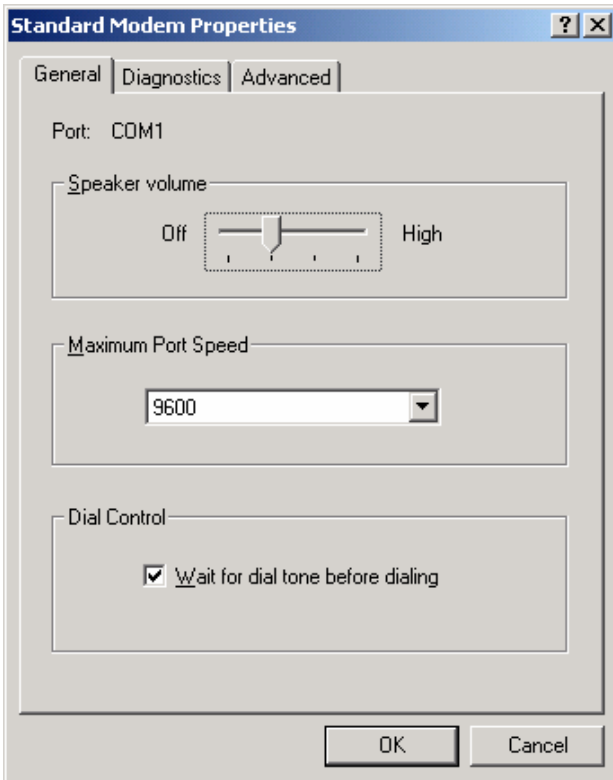 Standard Modem Properties ? X
General Diagnostics Advanced
Port: COM1
Speaker volume
Off High
Maximum Port Speed
9600
Dial Control
Wait for dial tone before dialing
OK Cancel